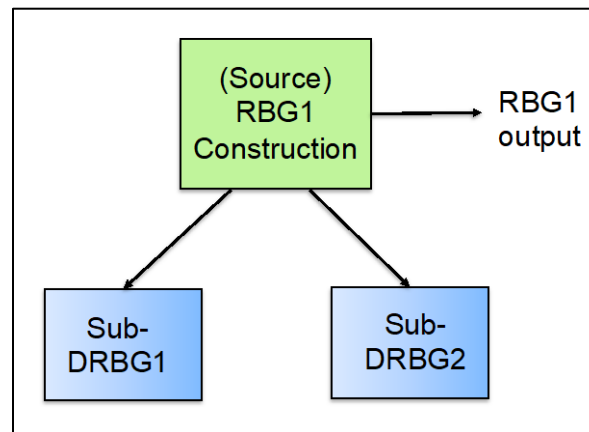 (Source)
RBG1
Construction
RBG1
output
Sub-
DRBG1
Sub-
DRBG2